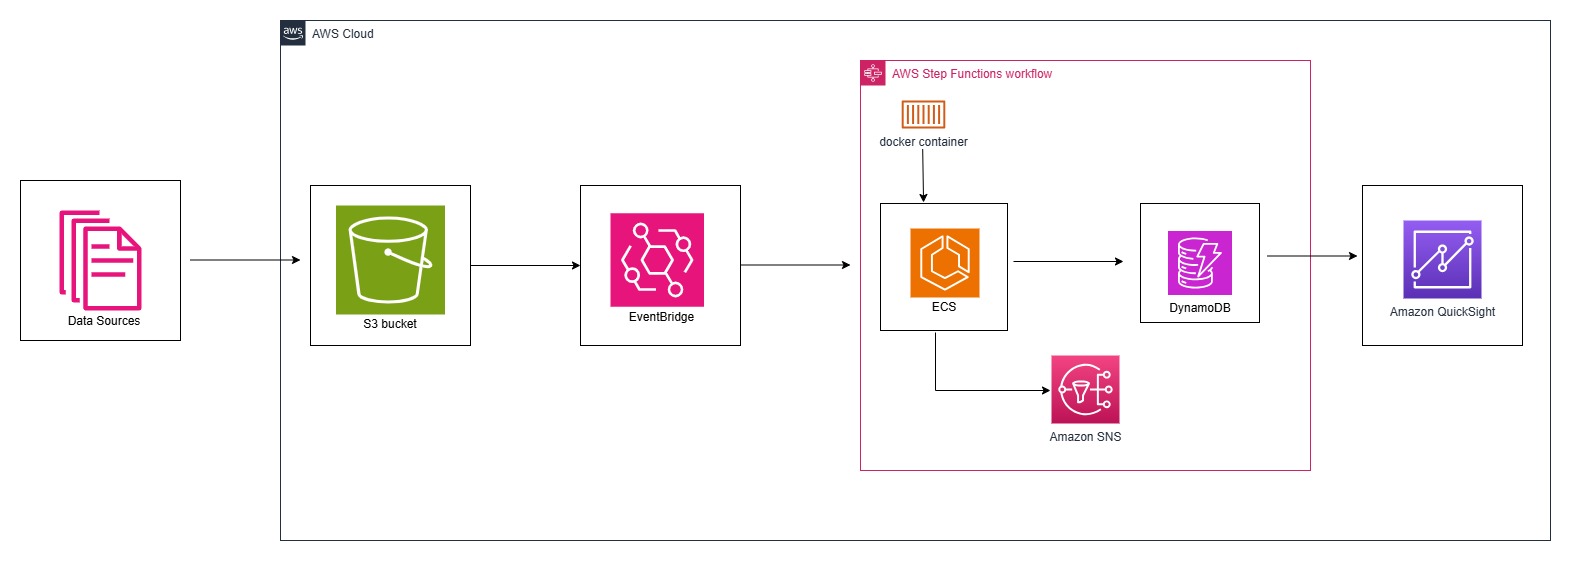 aws
AWS Cloud
AWS Step Functions workflow
docker container
Data Sources
S3 bucket
EventBridge
ECS
DynamoDB
Amazon QuickSight
Amazon SNS